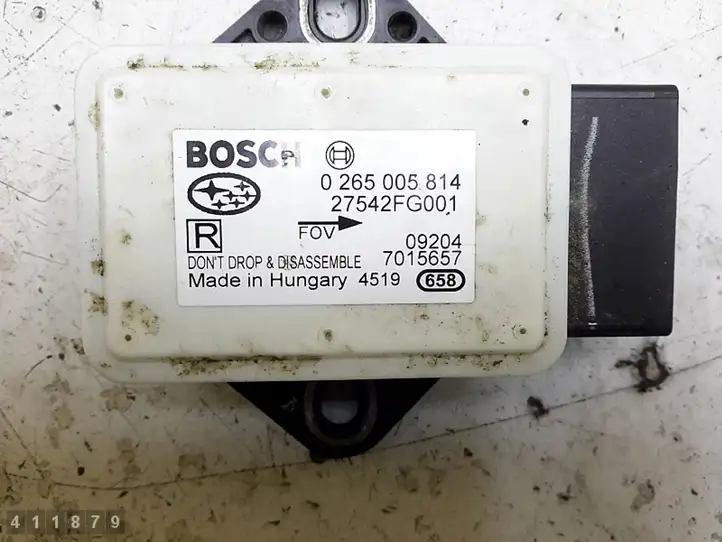 BOSCH
0 265 005 814
27542FG001
R
FOV
09204
DON'T DROP & DISASSEMBLE 7015657
Made in Hungary 4519 658
411879